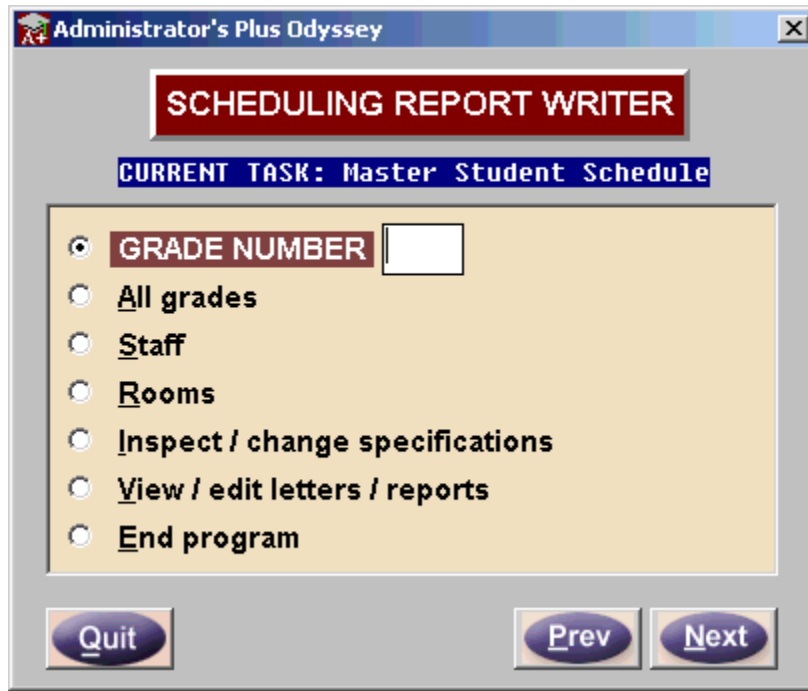 Administrator's Plus Odyssey
SCHEDULING REPORT WRITER
CURRENT TASK: Master Student Schedule
GRADE NUMBER
All grades
Staff
Rooms
Inspect / change specifications
View / edit letters / reports
End program
Quit Prev Next